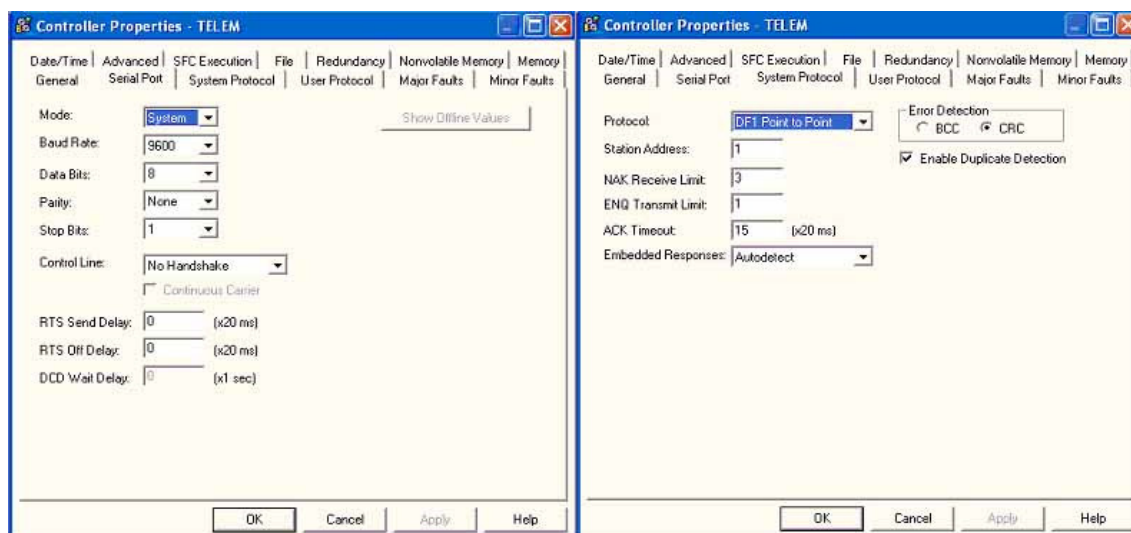 Controller Properties - TELEM
Date/Time Advanced SFC Execution File Redundancy Nonvolatile Memory Memory
General Serial Port System Protocol User Protocol Major Faults Minor Faults
Mode: System
Show Offline Values
Baud Rate: 9600
Data Bits: 8
Parity: None
Stop Bits: 1
Control Line: No Handshake
Continuous Carrier
RTS Send Delay: 0 (x20 ms)
RTS Off Delay: 0 (x20 ms)
DCD Wait Delay: 0 (x1 sec)
OK Cancel Apply Help
Controller Properties - TELEM
Date/Time Advanced SFC Execution File Redundancy Nonvolatile Memory Memory
General Serial Port System Protocol User Protocol Major Faults Minor Faults
Protocol: DF1 Point to Point
Error Detection
BCC CRC
Station Address: 1
Enable Duplicate Detection
NAK Receive Limit: 3
ENQ Transmit Limit: 1
ACK Timeout: 15 (x20 ms)
Embedded Responses: Autodetect
OK Cancel Apply Help